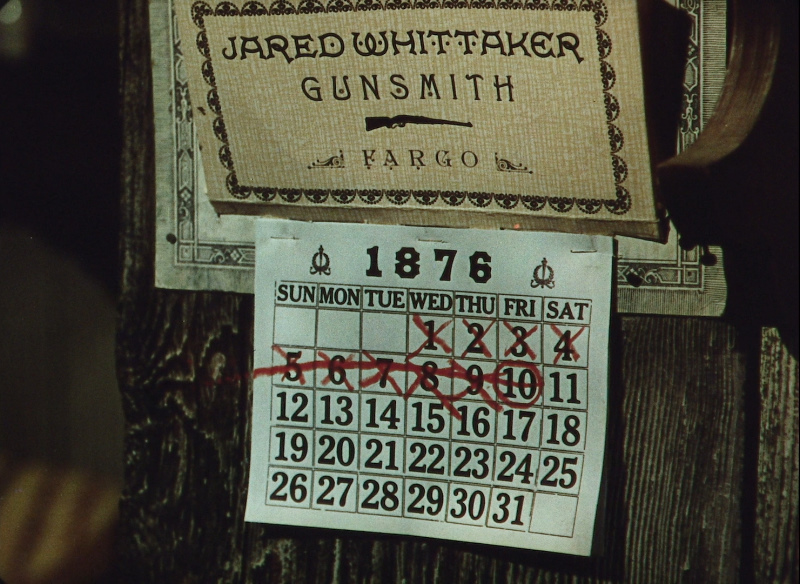 JARED WHITTAKER
GUNSMITH
FARGO
1876
SUN MON TUE WED THU FRI SAT
1 2 3 4
5 6 7 8 9 10 11
12 13 14 15 16 17 18
19 20 21 22 23 24 25
26 27 28 29 30 31